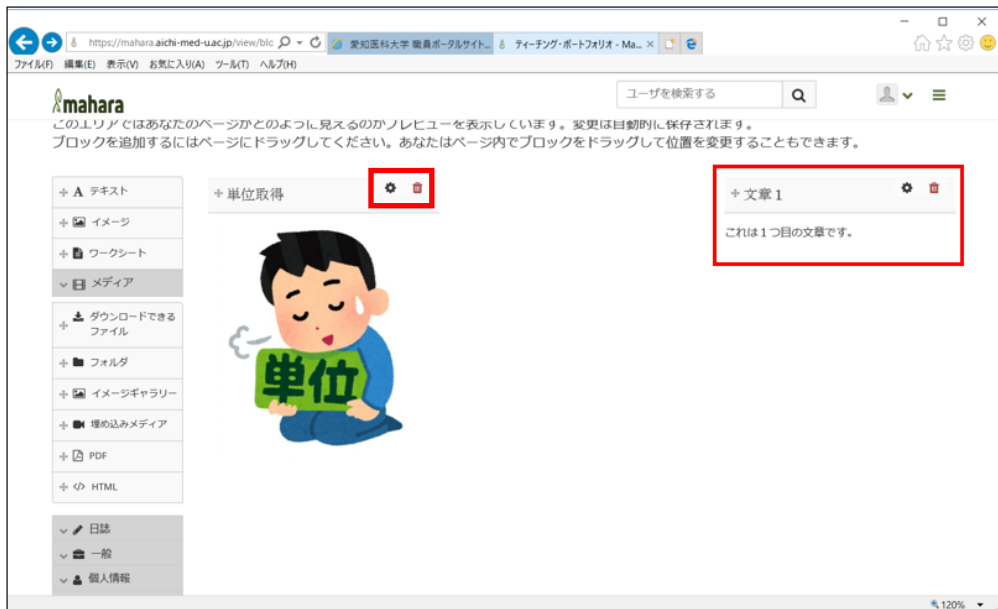 https://mahara.aichi-med-u.ac.jp/view/blc
愛知医科大学 職員ポータルサイト...
ティーチング・ポートフォリオ - Ma...
ファイル(F) 編集(E) 表示(V) お気に入り(A) ツール(T) ヘルプ(H)
mahara
ユーザを検索する
このエリアではあなたのページがどのように見えるのかプレビューを表示しています。変更は自動的に保存されます。
ブロックを追加するにはページにドラッグしてください。あなたはページ内でブロックをドラッグして位置を変更することもできます。
A テキスト
イメージ
ワークシート
メディア
ダウンロードできる
ファイル
フォルダ
イメージギャラリー
埋め込みメディア
PDF
</> HTML
日誌
一般
個人情報
単位取得
単位
文章1
これは1つ目の文章です。
120%